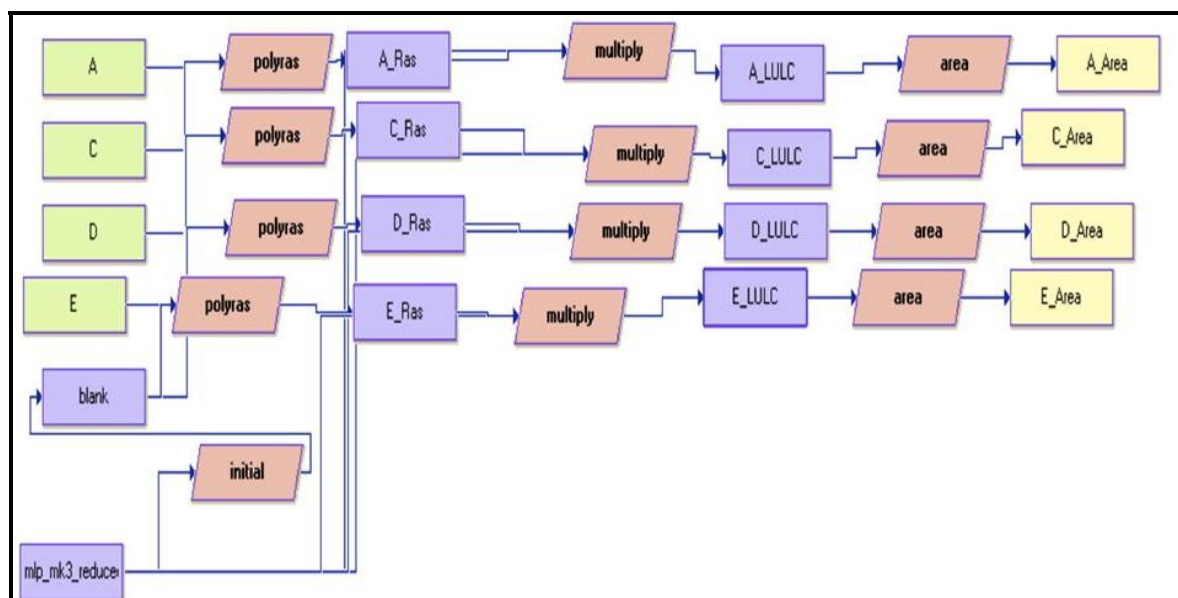 A
polyras
A_Ras
multiply
A_LULC
area
A_Area
C
polyras
C_Ras
multiply
C_LULC
area
C_Area
D
polyras
D_Ras
multiply
D_LULC
area
D_Area
E
polyras
E_Ras
multiply
E_LULC
area
E_Area
blank
initial
mlp_mk3_reduce